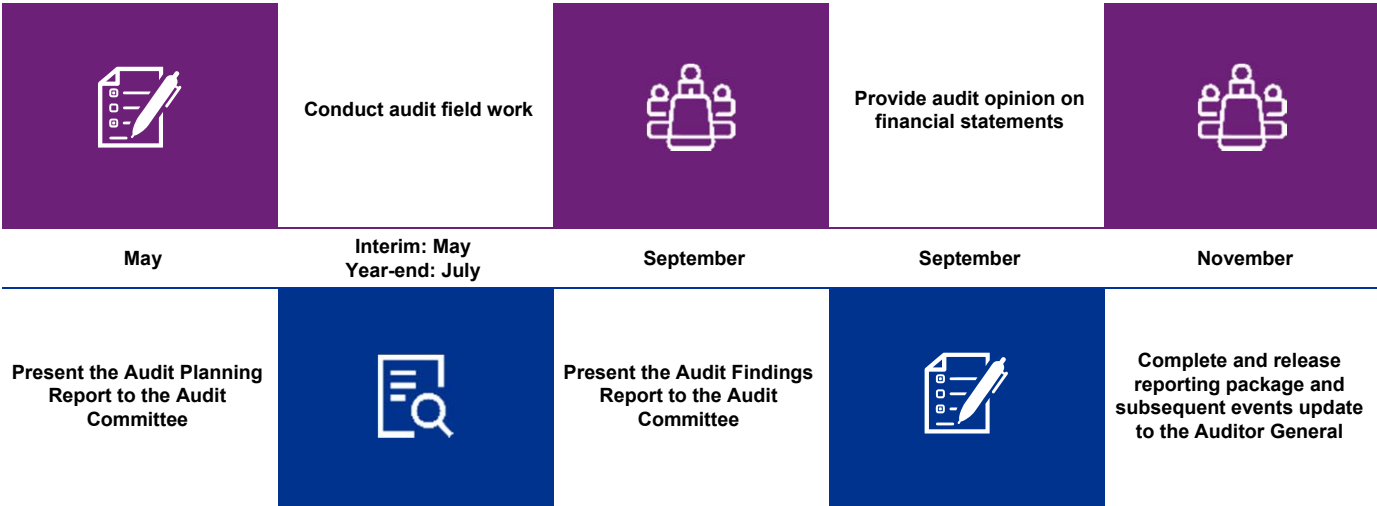 Conduct audit field work
Provide audit opinion on
financial statements
May
Interim: May
Year-end: July
September
September
November
Present the Audit Planning
Report to the Audit
Committee
Present the Audit Findings
Report to the Audit
Committee
Complete and release
reporting package and
subsequent events update
to the Auditor General